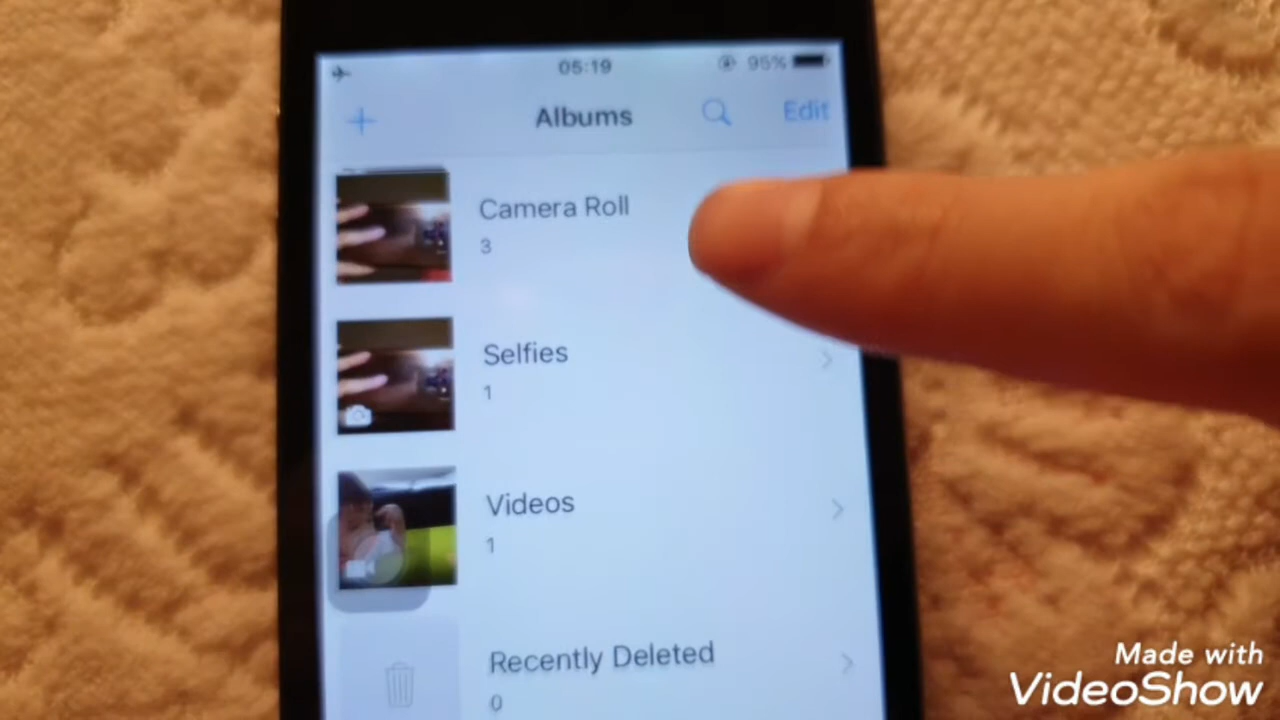 05:19
95%
Albums
Edit
Camera Roll
3
Selfies
1
Videos
1
Recently Deleted
0
Made with
VideoShow